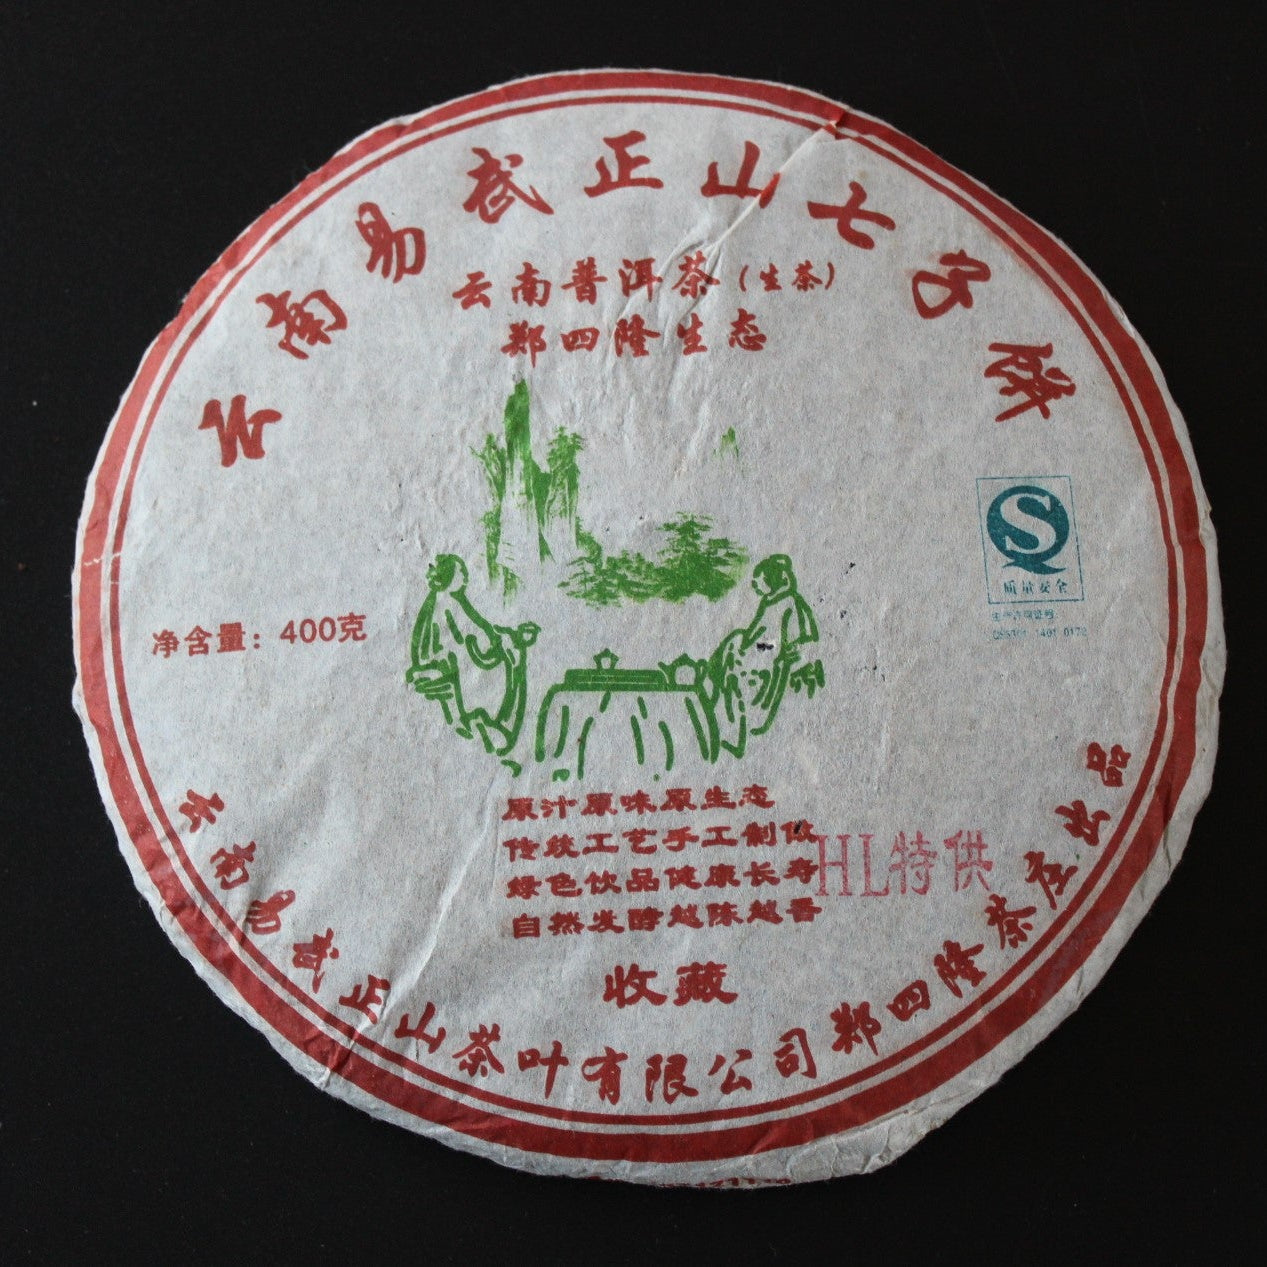 云南易武正山七子饼
云南普洱茶（生茶）
郑四隆生态
S
质量安全
净含量：400克
原汁原味原生态
传统工艺手工制做
绿色饮品健康长寿
自然发酵越陈越香
HL特供
收藏
云南易武正山茶叶有限公司郑四隆茶庄出品